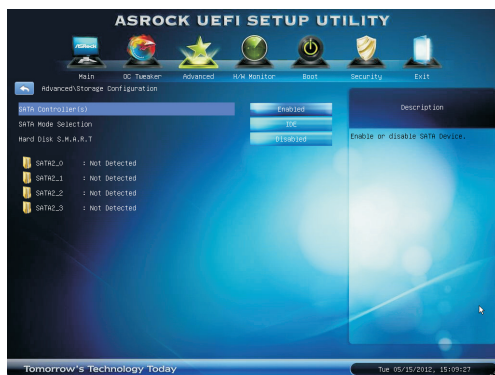 ASROCK UEFI SETUP UTILITY
ASRock
Main OC Tweaker Advanced H/W Monitor Boot Security Exit
Advanced\Storage Configuration
SATA Controller(s) Enabled
SATA Mode Selection IDE
Hard Disk S.M.A.R.T Disabled
SATA2_0 : Not Detected
SATA2_1 : Not Detected
SATA2_2 : Not Detected
SATA2_3 : Not Detected
Description
Enable or disable SATA Device.
Tomorrow's Technology Today
Tue 05/15/2012, 15:09:27